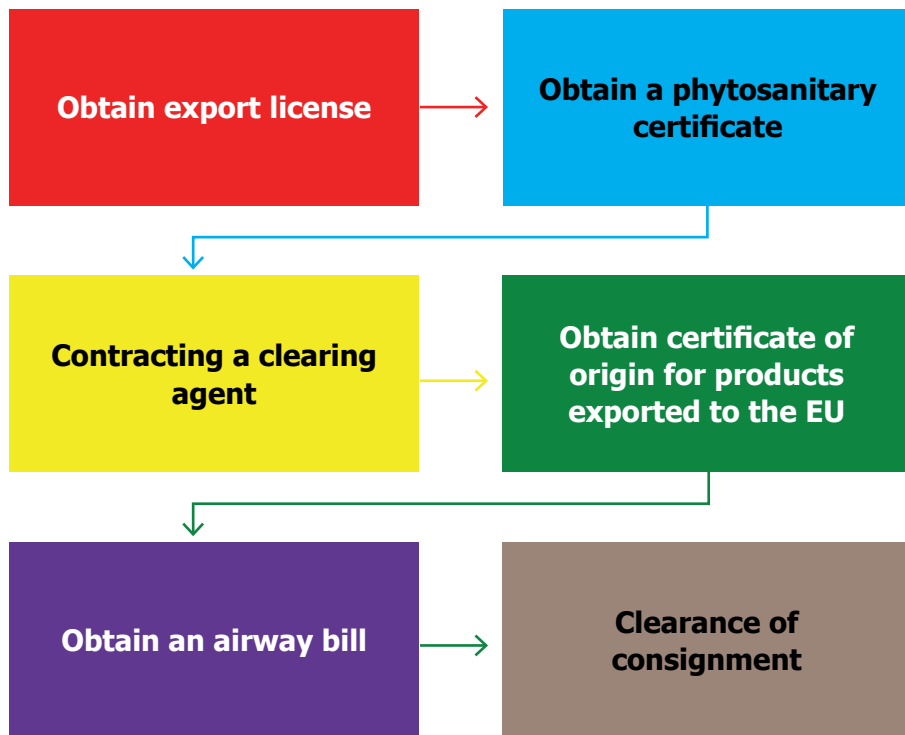 Obtain export license
Obtain a phytosanitary
certificate
Contracting a clearing
agent
Obtain certificate of
origin for products
exported to the EU
Obtain an airway bill
Clearance of
consignment